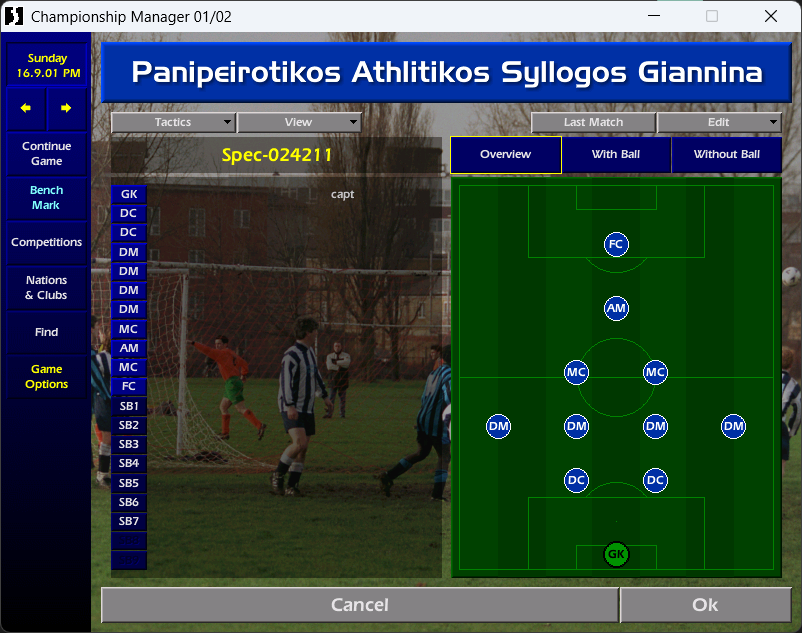 Championship Manager 01/02
Sunday
16.9.01 PM
Continue
Game
Bench
Mark
Competitions
Nations
& Clubs
Find
Game
Options
Panipeirotikos Athlitikos Syllogos Giannina
Tactics
View
Last Match
Edit
Spec-024211
Overview
With Ball
Without Ball
GK
capt
DC
DC
DM
DM
DM
DM
MC
AM
MC
FC
SB1
SB2
SB3
SB4
SB5
SB6
SB7
FC
AM
MC MC
DM DM DM DM
DC DC
GK
Cancel
Ok